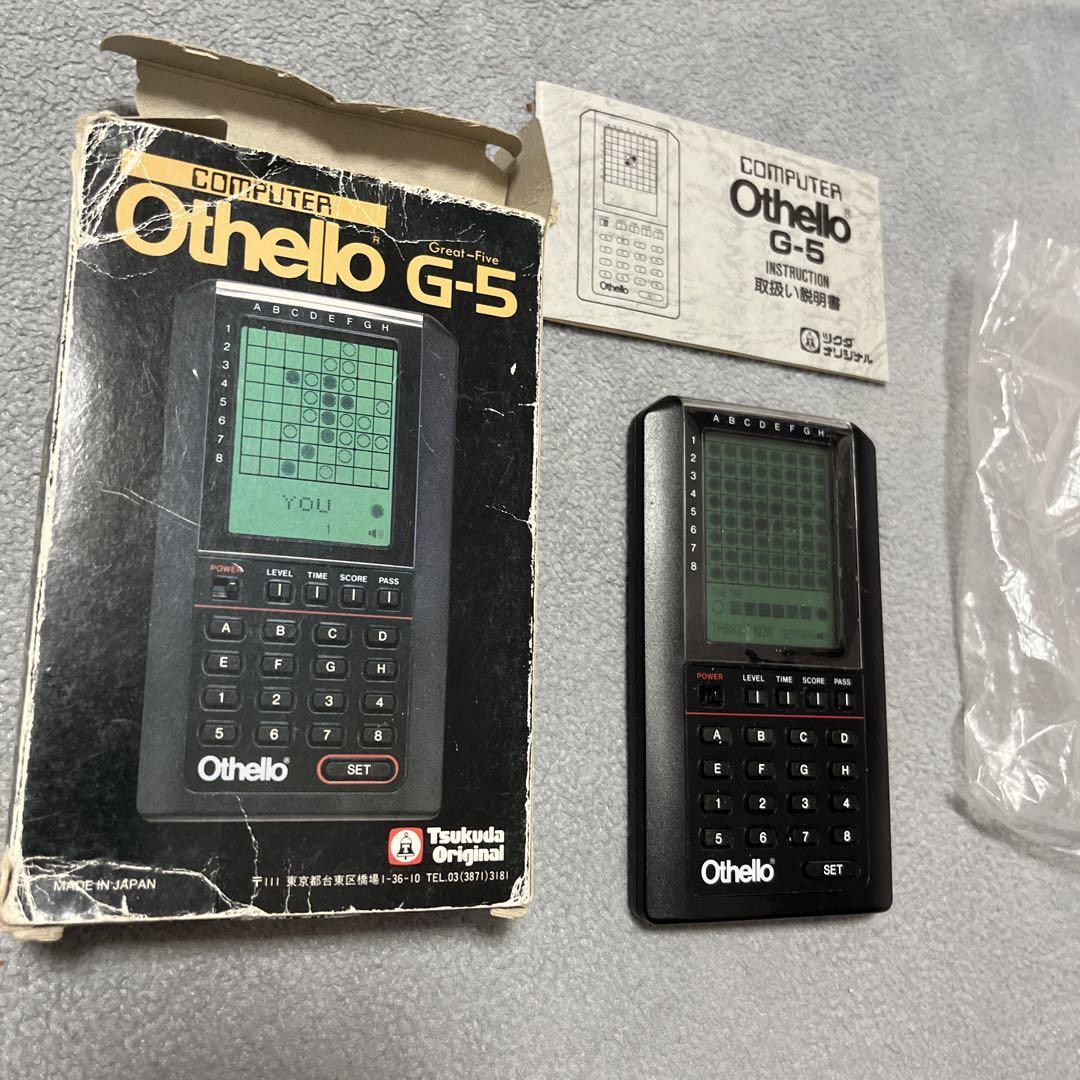 COMPUTER
Othello®
Great-Five
G-5
A B C D E F G H
1
2
3
4
5
6
7
8
YOU
1
POWER LEVEL TIME SCORE PASS
A B C D
E F G H
1 2 3 4
5 6 7 8
Othello® SET
Tsukuda
Original
MADE IN JAPAN
〒111 東京都台東区橋場1-36-10 TEL.03(3871)3181
COMPUTER
Othello®
G-5
INSTRUCTION
取扱い説明書
ツクダ
オリジナル
Othello
A B C D E F G H
1
2
3
4
5
6
7
8
TIME
THINKING NOW
POWER LEVEL TIME SCORE PASS
A B C D
E F G H
1 2 3 4
5 6 7 8
Othello® SET